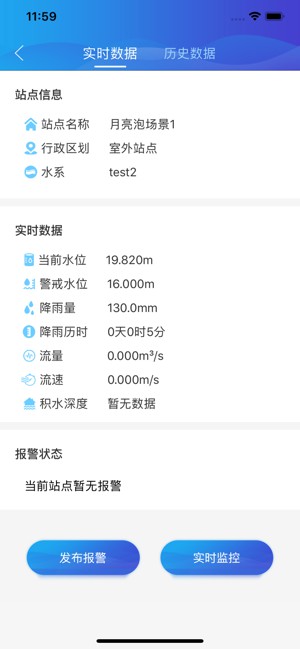 11:59
实时数据 历史数据
站点信息
站点名称 月亮泡场景1
行政区划 室外站点
水系 test2
实时数据
当前水位 19.820m
警戒水位 16.000m
降雨量 130.0mm
降雨历时 0天0时5分
流量 0.000m³/s
流速 0.000m/s
积水深度 暂无数据
报警状态
当前站点暂无报警
发布报警 实时监控